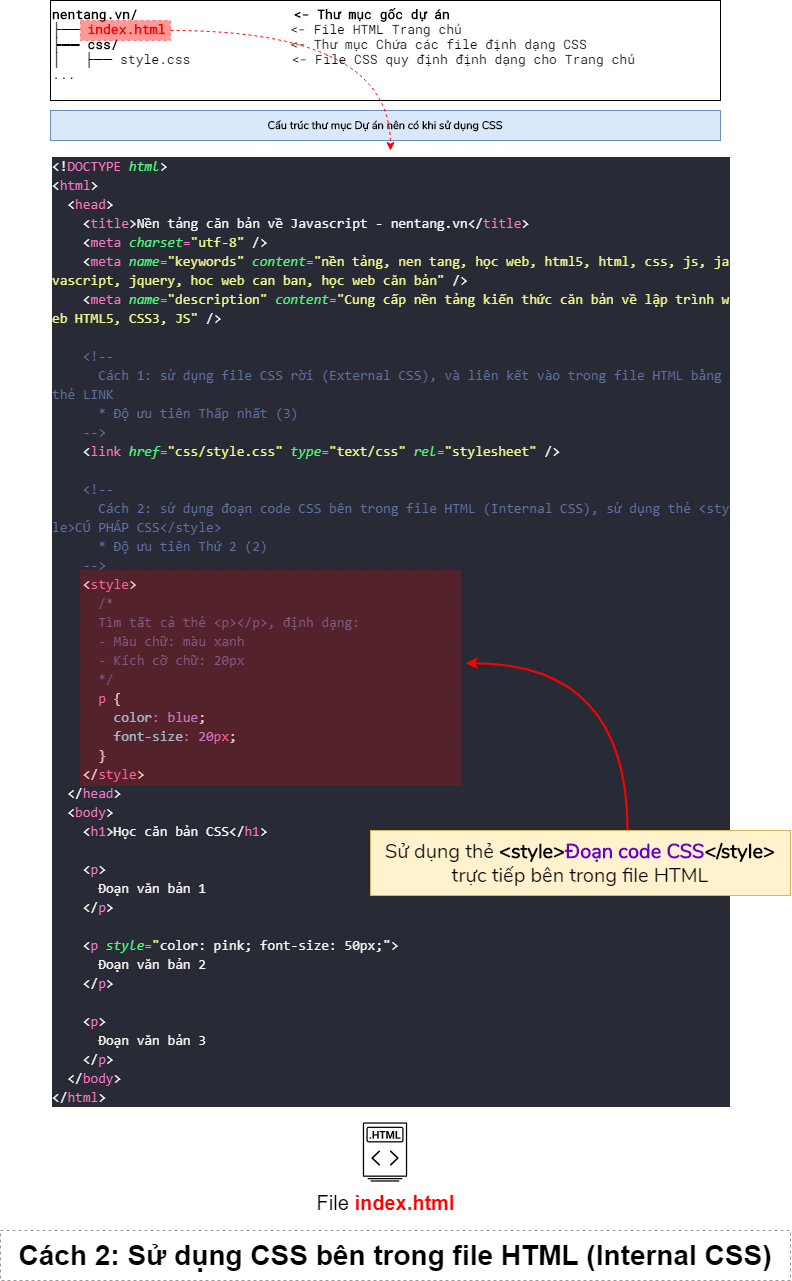 nentang.vn/ <- Thư mục gốc dự án
├── index.html <- File HTML Trang chủ
├── css/ <- Thư mục Chứa các file định dạng CSS
│   ├── style.css <- File CSS quy định định dạng cho Trang chủ
...
Cấu trúc thư mục Dự án nên có khi sử dụng CSS
<!DOCTYPE html>
<html>
  <head>
    <title>Nền tảng căn bản về Javascript - nentang.vn</title>
    <meta charset="utf-8" />
    <meta name="keywords" content="nền tảng, nen tang, học web, html5, html, css, js, ja
vascript, jquery, hoc web can ban, học web căn bản" />
    <meta name="description" content="Cung cấp nền tảng kiến thức căn bản về lập trình w
eb HTML5, CSS3, JS" />
    <!--
      Cách 1: sử dụng file CSS rời (External CSS), và liên kết vào trong file HTML bằng
thẻ LINK
      * Độ ưu tiên Thấp nhất (3)
    -->
    <link href="css/style.css" type="text/css" rel="stylesheet" />
    <!--
      Cách 2: sử dụng đoạn code CSS bên trong file HTML (Internal CSS), sử dụng thẻ <sty
le>CÚ PHÁP CSS</style>
      * Độ ưu tiên Thứ 2 (2)
    -->
    <style>
      /*
      Tìm tất cả thẻ <p></p>, định dạng:
      - Màu chữ: màu xanh
      - Kích cỡ chữ: 20px
      */
      p {
        color: blue;
        font-size: 20px;
      }
    </style>
  </head>
  <body>
    <h1>Học căn bản CSS</h1>
    <p>
      Đoạn văn bản 1
    </p>
    <p style="color: pink; font-size: 50px;">
      Đoạn văn bản 2
    </p>
    <p>
      Đoạn văn bản 3
    </p>
  </body>
</html>
Sử dụng thẻ <style>Đoạn code CSS</style>
trực tiếp bên trong file HTML
.HTML
< >
File index.html
Cách 2: Sử dụng CSS bên trong file HTML (Internal CSS)